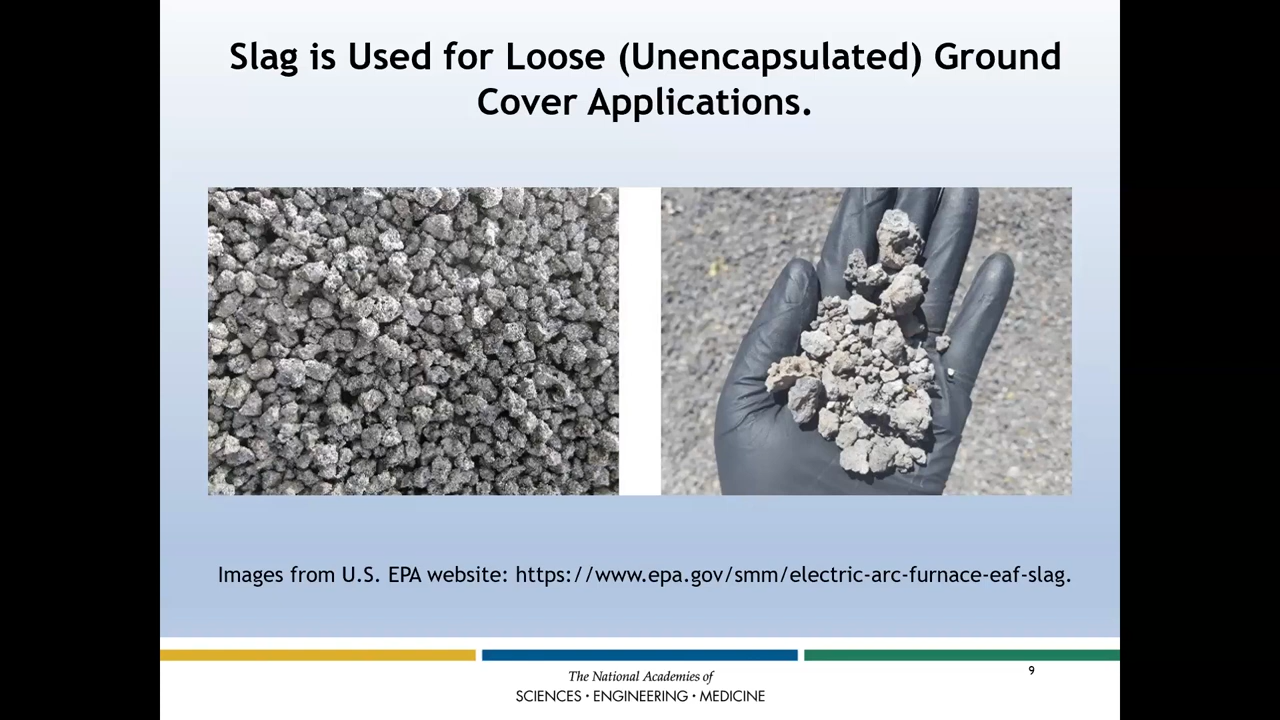 Slag is Used for Loose (Unencapsulated) Ground
Cover Applications.
Images from U.S. EPA website: https://www.epa.gov/smm/electric-arc-furnace-eaf-slag.
9
The National Academies of
SCIENCES · ENGINEERING · MEDICINE